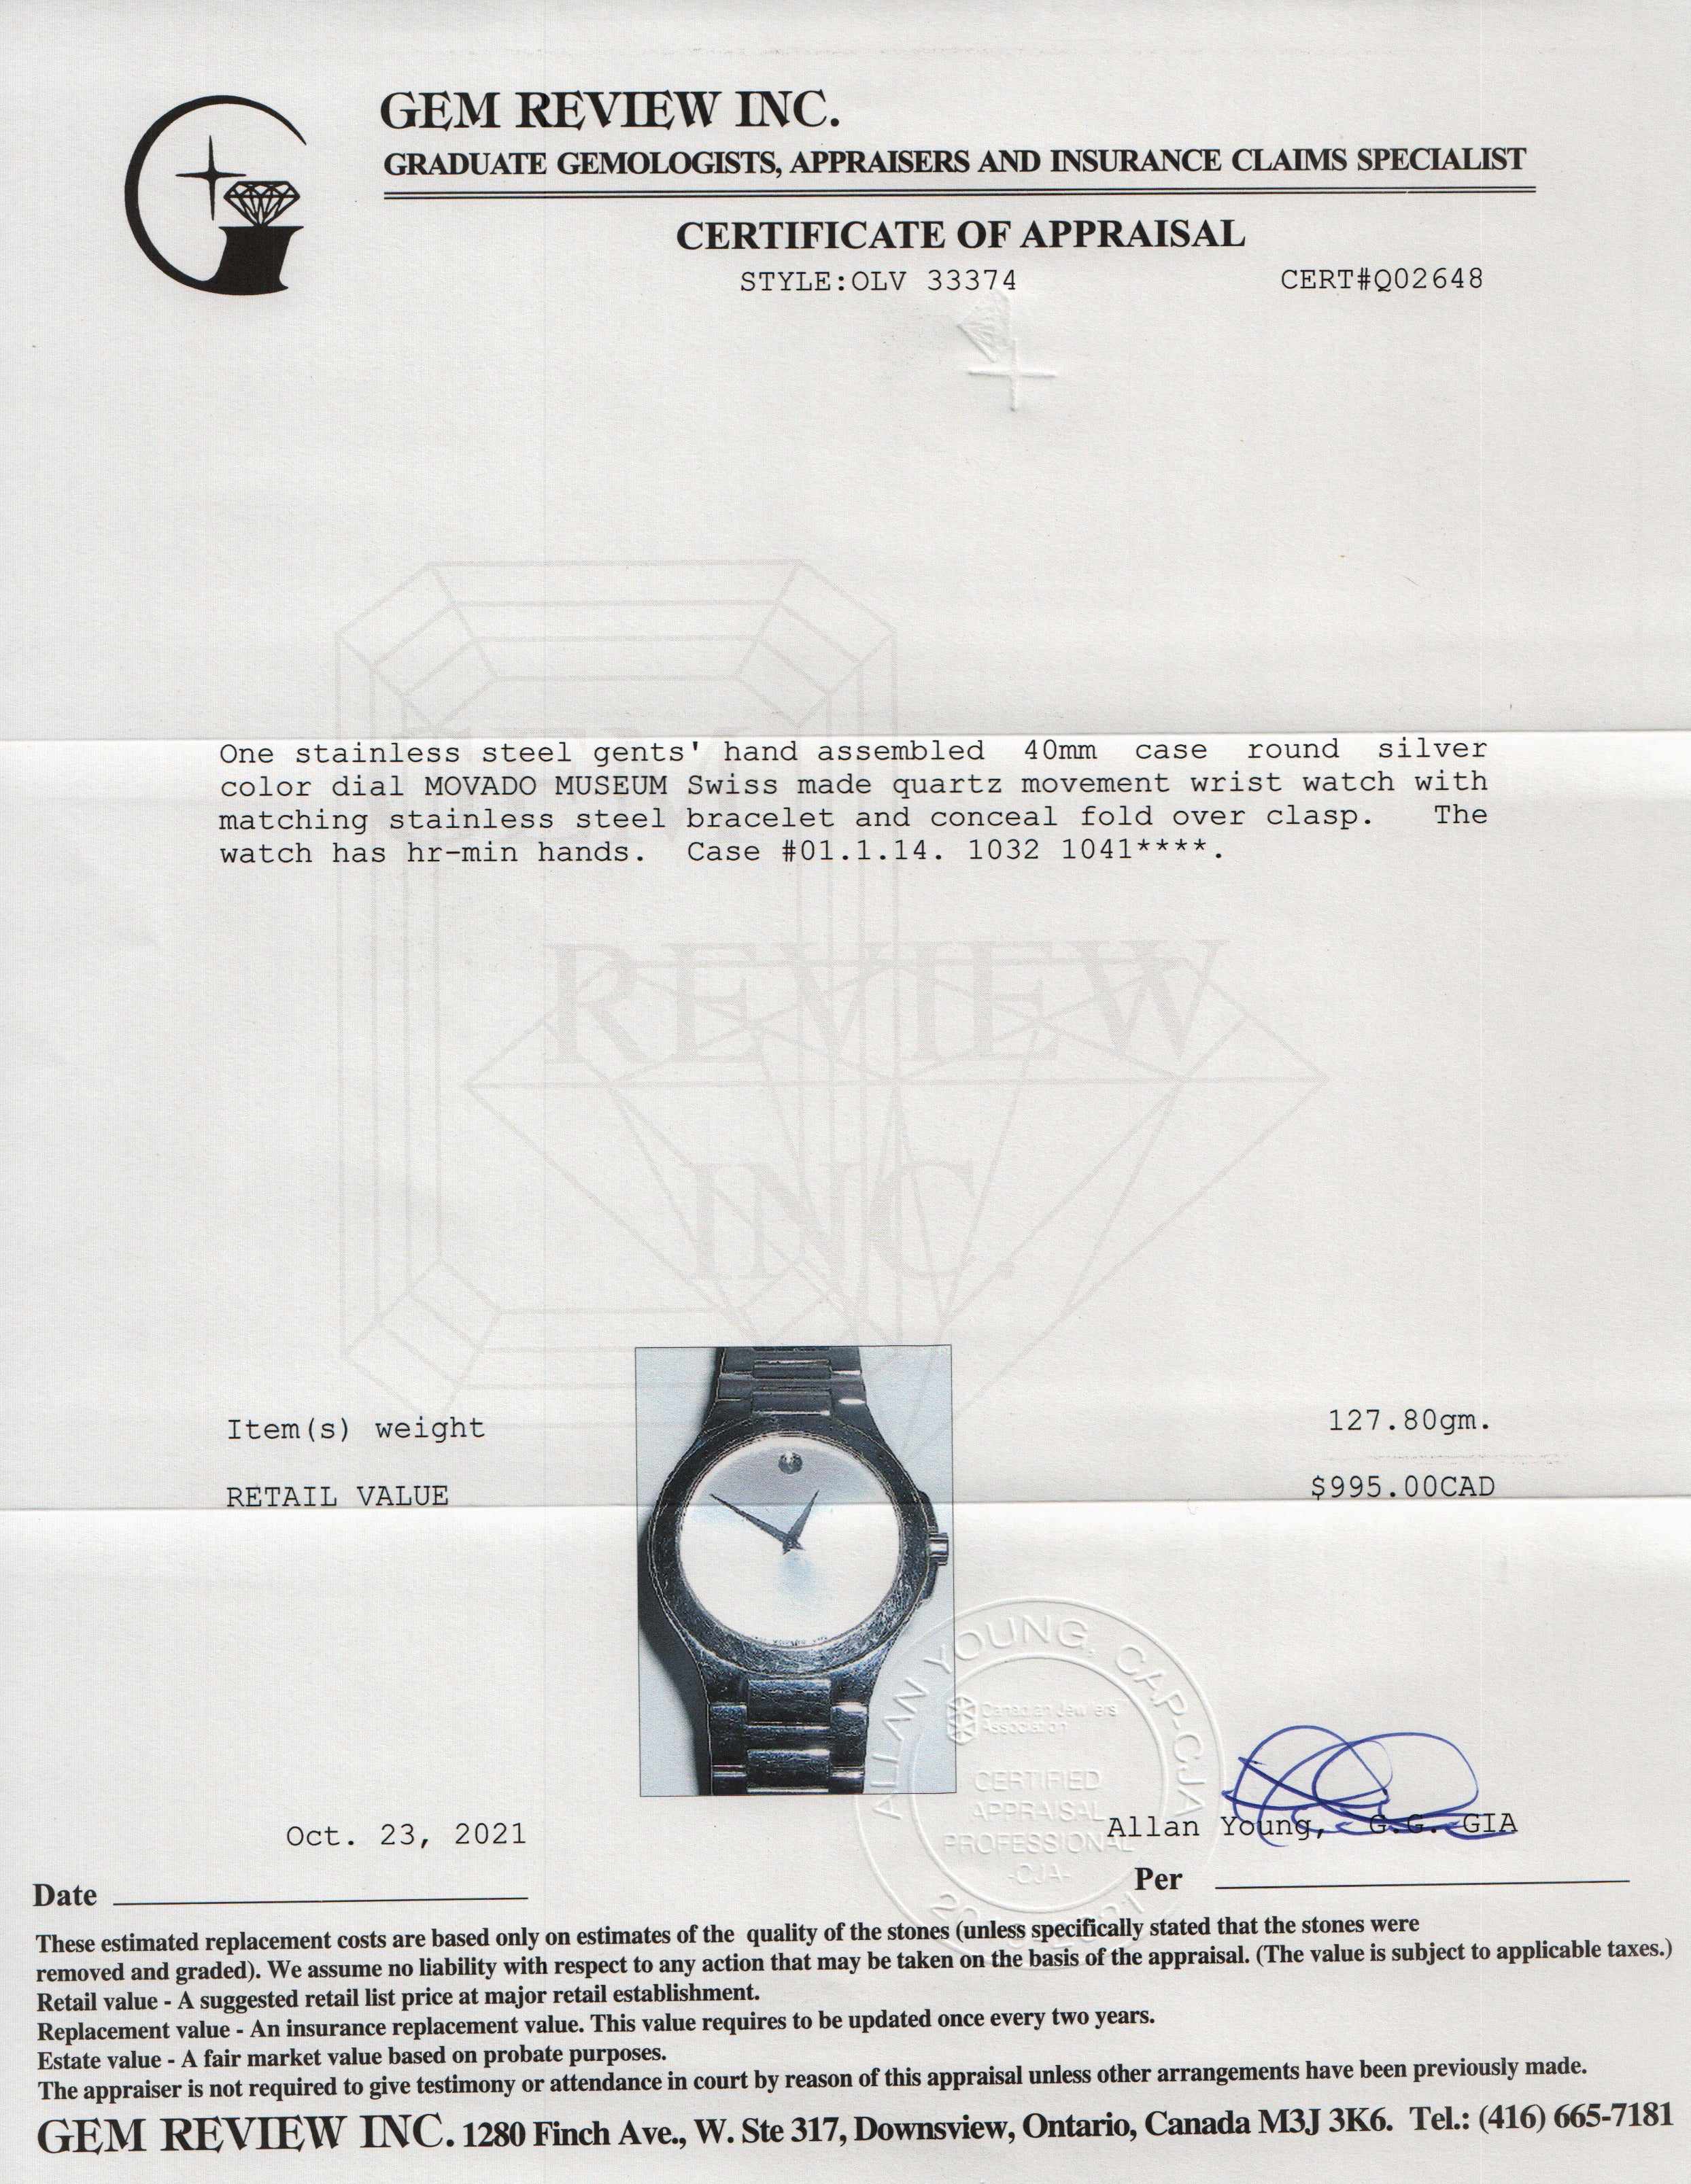 GEM REVIEW INC.
GRADUATE GEMOLOGISTS, APPRAISERS AND INSURANCE CLAIMS SPECIALIST
CERTIFICATE OF APPRAISAL
STYLE:OLV 33374 CERT#Q02648
One stainless steel gents' hand assembled 40mm case round silver
color dial MOVADO MUSEUM Swiss made quartz movement wrist watch with
matching stainless steel bracelet and conceal fold over clasp. The
watch has hr-min hands. Case #01.1.14. 1032 1041****.
REVIEW
INC.
Item(s) weight 127.80gm.
RETAIL VALUE $995.00CAD
ALLAN YOUNG, CAP-CJA
Canadian Jewellers
Association
CERTIFIED
APPRAISAL
PROFESSIONAL
-CJA-
Oct. 23, 2021 Allan Young, G.G. GIA
Date Per
These estimated replacement costs are based only on estimates of the quality of the stones (unless specifically stated that the stones were
removed and graded). We assume no liability with respect to any action that may be taken on the basis of the appraisal. (The value is subject to applicable taxes.)
Retail value - A suggested retail list price at major retail establishment.
Replacement value - An insurance replacement value. This value requires to be updated once every two years.
Estate value - A fair market value based on probate purposes.
The appraiser is not required to give testimony or attendance in court by reason of this appraisal unless other arrangements have been previously made.
GEM REVIEW INC. 1280 Finch Ave., W. Ste 317, Downsview, Ontario, Canada M3J 3K6. Tel.: (416) 665-7181